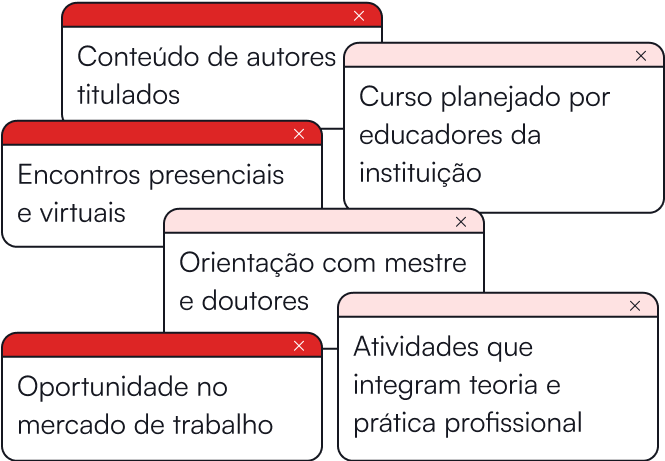 Conteúdo de autores
titulados
Curso planejado por
educadores da
instituição
Encontros presenciais
e virtuais
Orientação com mestre
e doutores
Atividades que
integram teoria e
prática profissional
Oportunidade no
mercado de trabalho